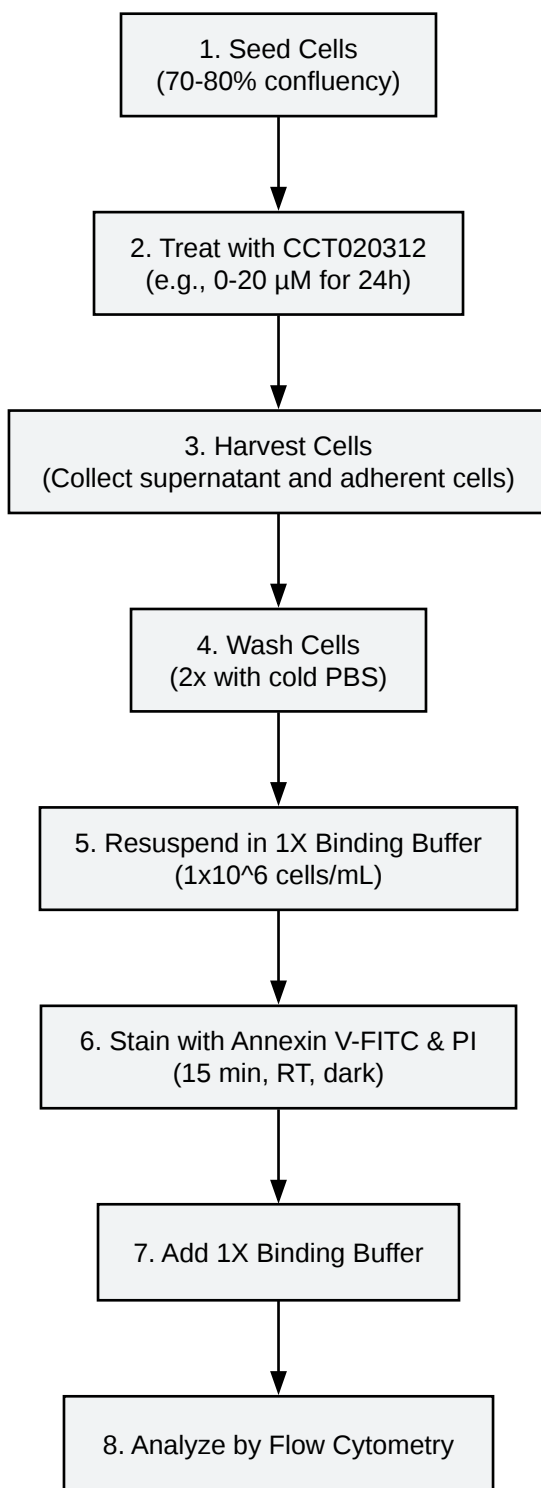 1. Seed Cells
(70-80% confluency)
2. Treat with CCT020312
(e.g., 0-20 µM for 24h)
3. Harvest Cells
(Collect supernatant and adherent cells)
4. Wash Cells
(2x with cold PBS)
5. Resuspend in 1X Binding Buffer
(1x10^6 cells/mL)
6. Stain with Annexin V-FITC & PI
(15 min, RT, dark)
7. Add 1X Binding Buffer
8. Analyze by Flow Cytometry